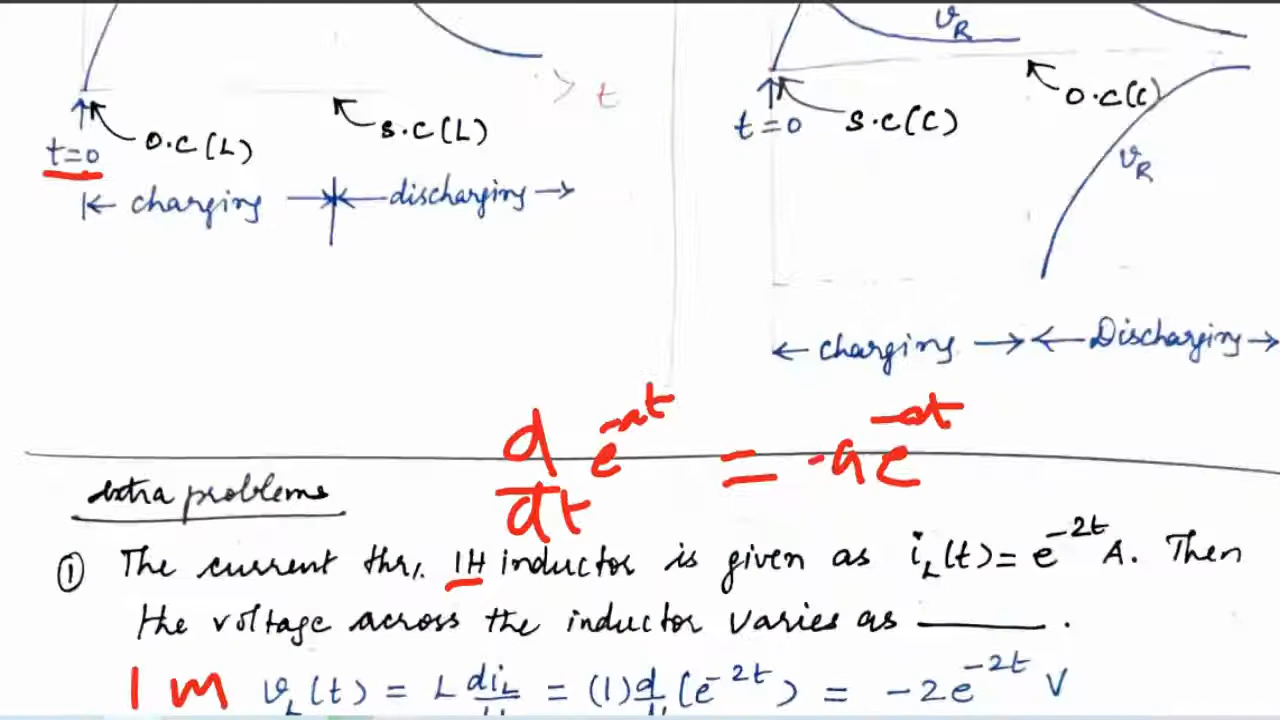 v_R
t
O.C(L)
S.C(L)
t=0
charging
discharging
O.C(C)
S.C(C)
t=0
v_R
charging
Discharging
d/dt e^-at = -ae^-at
extra problems
① The current thr. 1H inductor is given as i_L(t) = e^-2t A. Then
the voltage across the inductor varies as ______ .
1 m v_L(t) = L di_L/dt = (1) d/dt (e^-2t) = -2e^-2t V